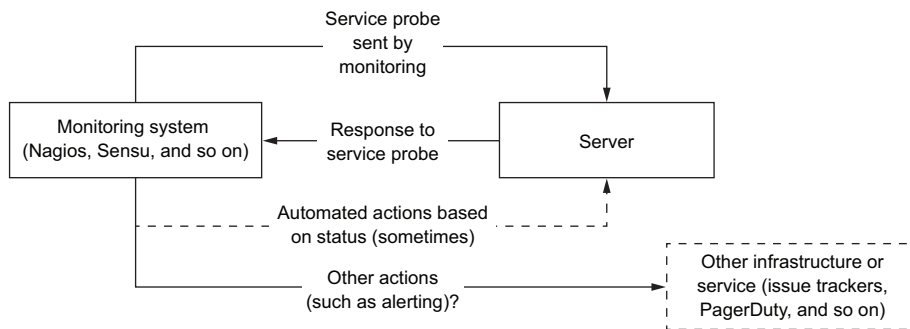 Service probe
sent by
monitoring
Monitoring system
(Nagios, Sensu, and so on)
Response to
service probe
Server
Automated actions based
on status (sometimes)
Other actions
(such as alerting)?
Other infrastructure or
service (issue trackers,
PagerDuty, and so on)